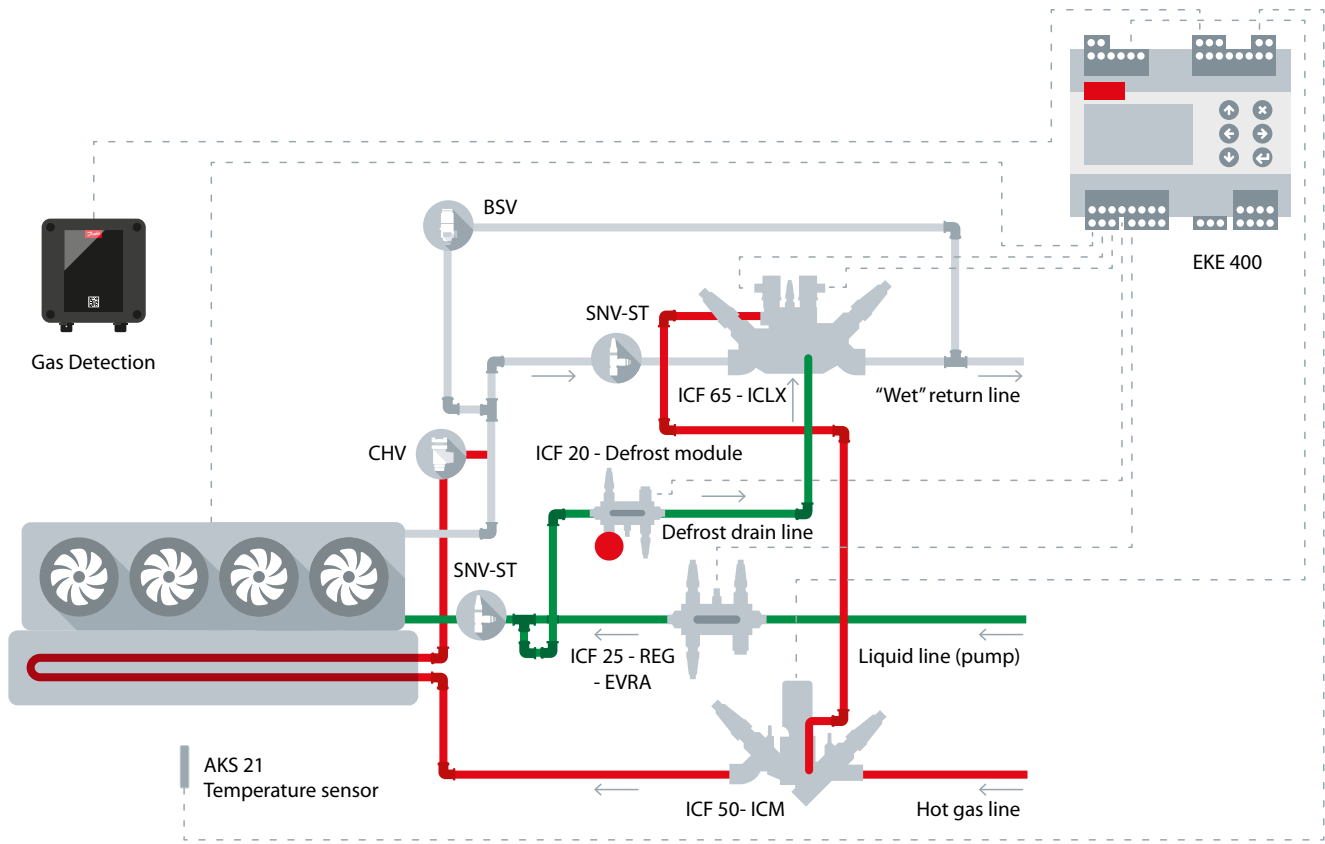 BSV
EKE 400
SNV-ST
Gas Detection
ICF 65 - ICLX
“Wet” return line
CHV
ICF 20 - Defrost module
Defrost drain line
SNV-ST
ICF 25 - REG
- EVRA
Liquid line (pump)
AKS 21
Temperature sensor
ICF 50- ICM
Hot gas line